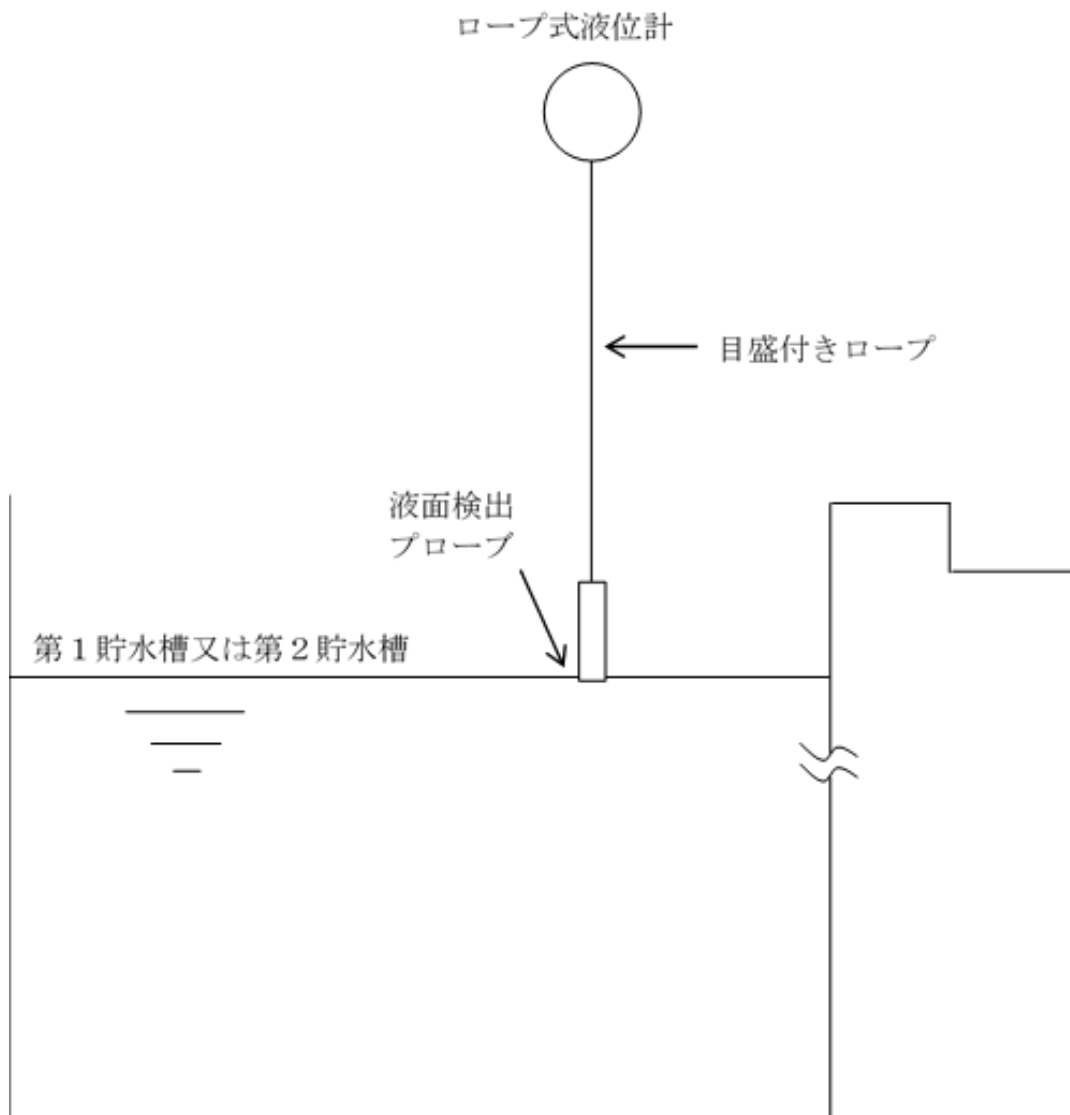 ロープ式液位計
目盛付きロープ
液面検出
プローブ
第１貯水槽又は第２貯水槽